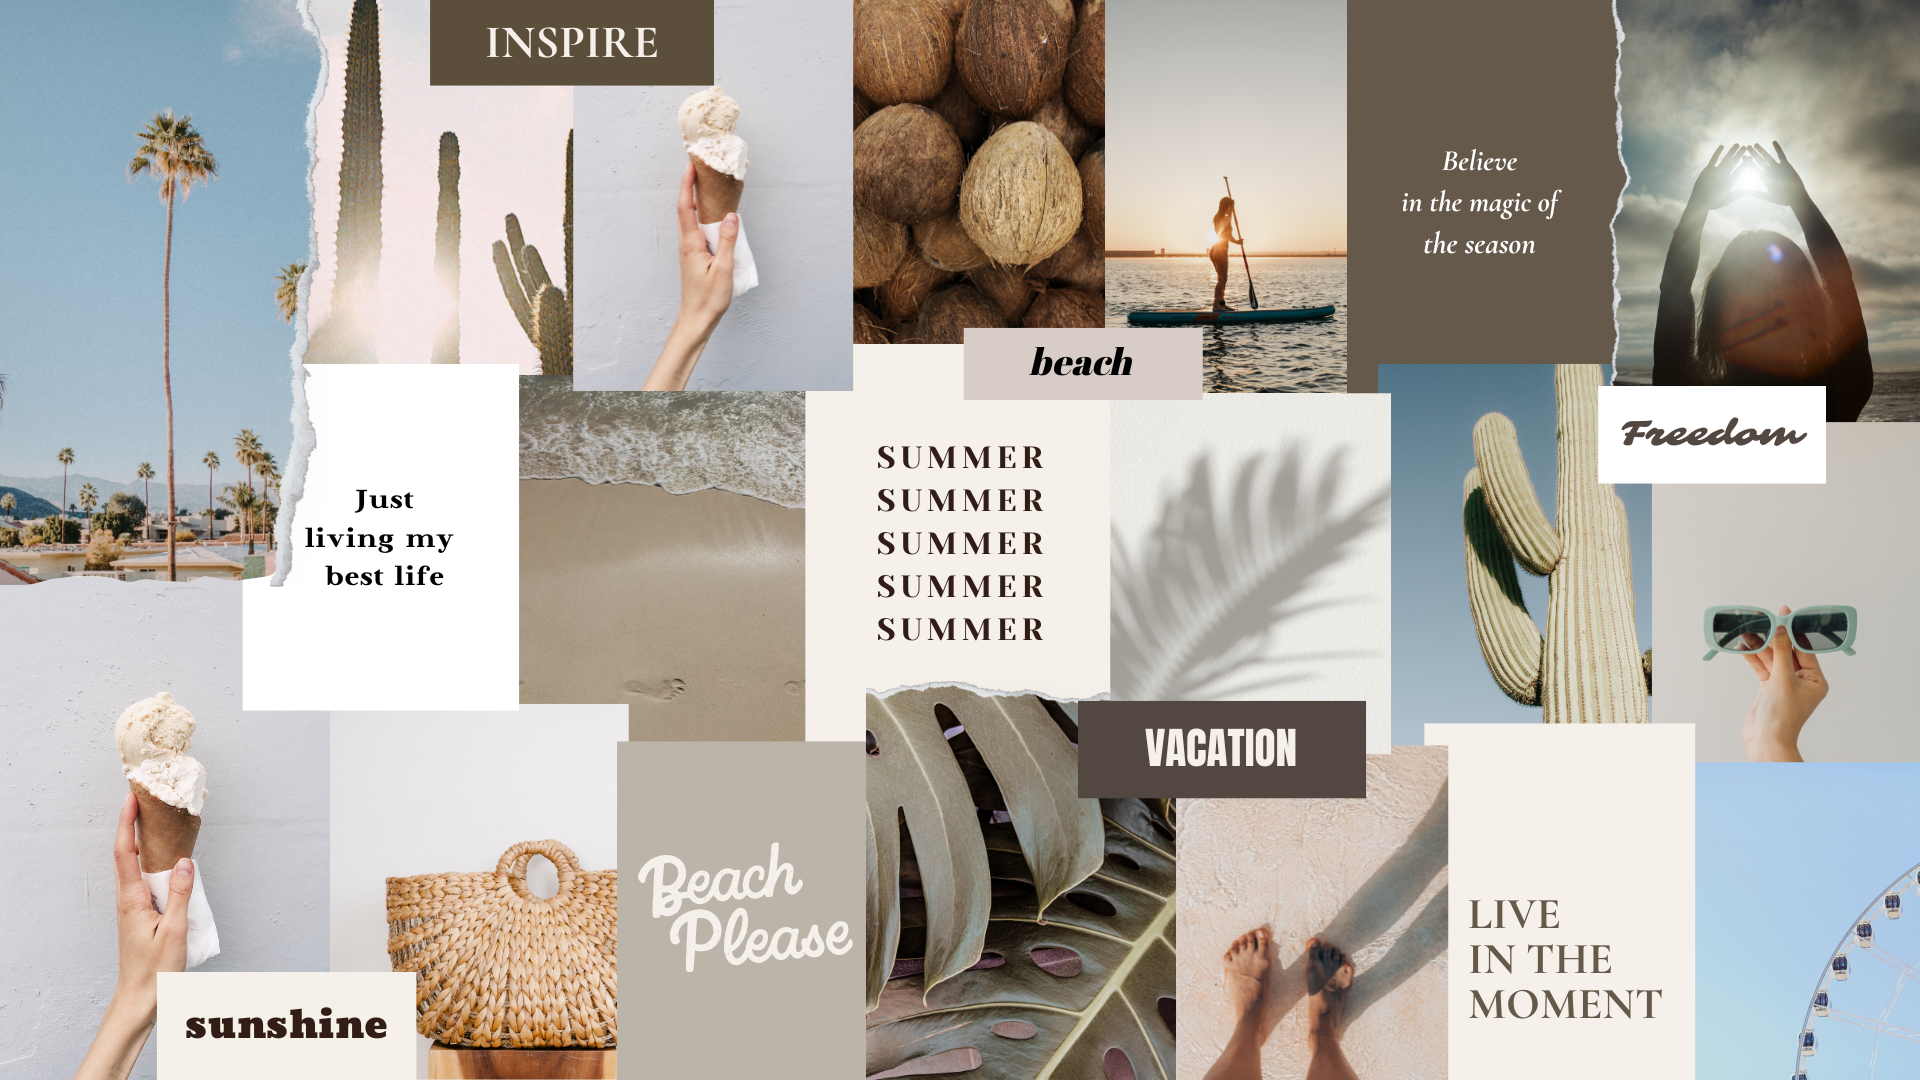 INSPIRE
Believe
in the magic of
the season
beach
Freedom
Just
living my
best life
SUMMER
SUMMER
SUMMER
SUMMER
SUMMER
VACATION
Beach
Please
LIVE
IN THE
MOMENT
sunshine